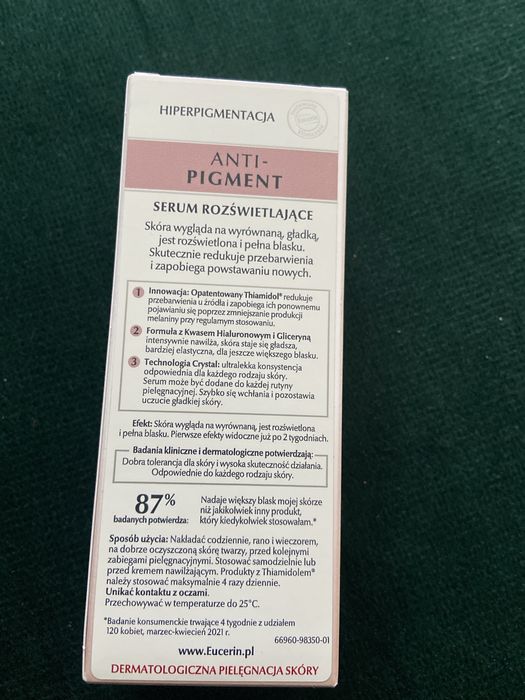 HIPERPIGMENTACJA
Eucerin
ANTI-
PIGMENT
SERUM ROZŚWIETLAJĄCE
Skóra wygląda na wyrównaną, gładką,
jest rozświetlona i pełna blasku.
Skutecznie redukuje przebarwienia
i zapobiega powstawaniu nowych.
1 Innowacja: Opatentowany Thiamidol® redukuje
przebarwienia u źródła i zapobiega ich ponownemu
pojawianiu się poprzez zmniejszanie produkcji
melaniny przy regularnym stosowaniu.
2 Formuła z Kwasem Hialuronowym i Gliceryną
intensywnie nawilża, skóra staje się gładsza,
bardziej elastyczna, dla jeszcze większego blasku.
3 Technologia Crystal: ultralekka konsystencja
odpowiednia dla każdego rodzaju skóry.
Serum może być dodane do każdej rutyny
pielęgnacyjnej. Szybko się wchłania i pozostawia
uczucie gładkiej skóry.
Efekt: Skóra wygląda na wyrównaną, jest rozświetlona
i pełna blasku. Pierwsze efekty widoczne już po 2 tygodniach.
Badania kliniczne i dermatologiczne potwierdzają:
Dobra tolerancja dla skóry i wysoka skuteczność działania.
Odpowiednie do każdego rodzaju skóry.
87%
badanych potwierdza:
Nadaje większy blask mojej skórze
niż jakikolwiek inny produkt,
który kiedykolwiek stosowałam.*
Sposób użycia: Nakładać codziennie, rano i wieczorem,
na dobrze oczyszczoną skórę twarzy, przed kolejnymi
zabiegami pielęgnacyjnymi. Stosować samodzielnie lub
przed kremem nawilżającym. Produkty z Thiamidolem®
należy stosować maksymalnie 4 razy dziennie.
Unikać kontaktu z oczami.
Przechowywać w temperaturze do 25°C.
*Badanie konsumenckie trwające 4 tygodnie z udziałem
120 kobiet, marzec-kwiecień 2021 r.
66960-98350-01
www.Eucerin.pl
DERMATOLOGICZNA PIELĘGNACJA SKÓRY